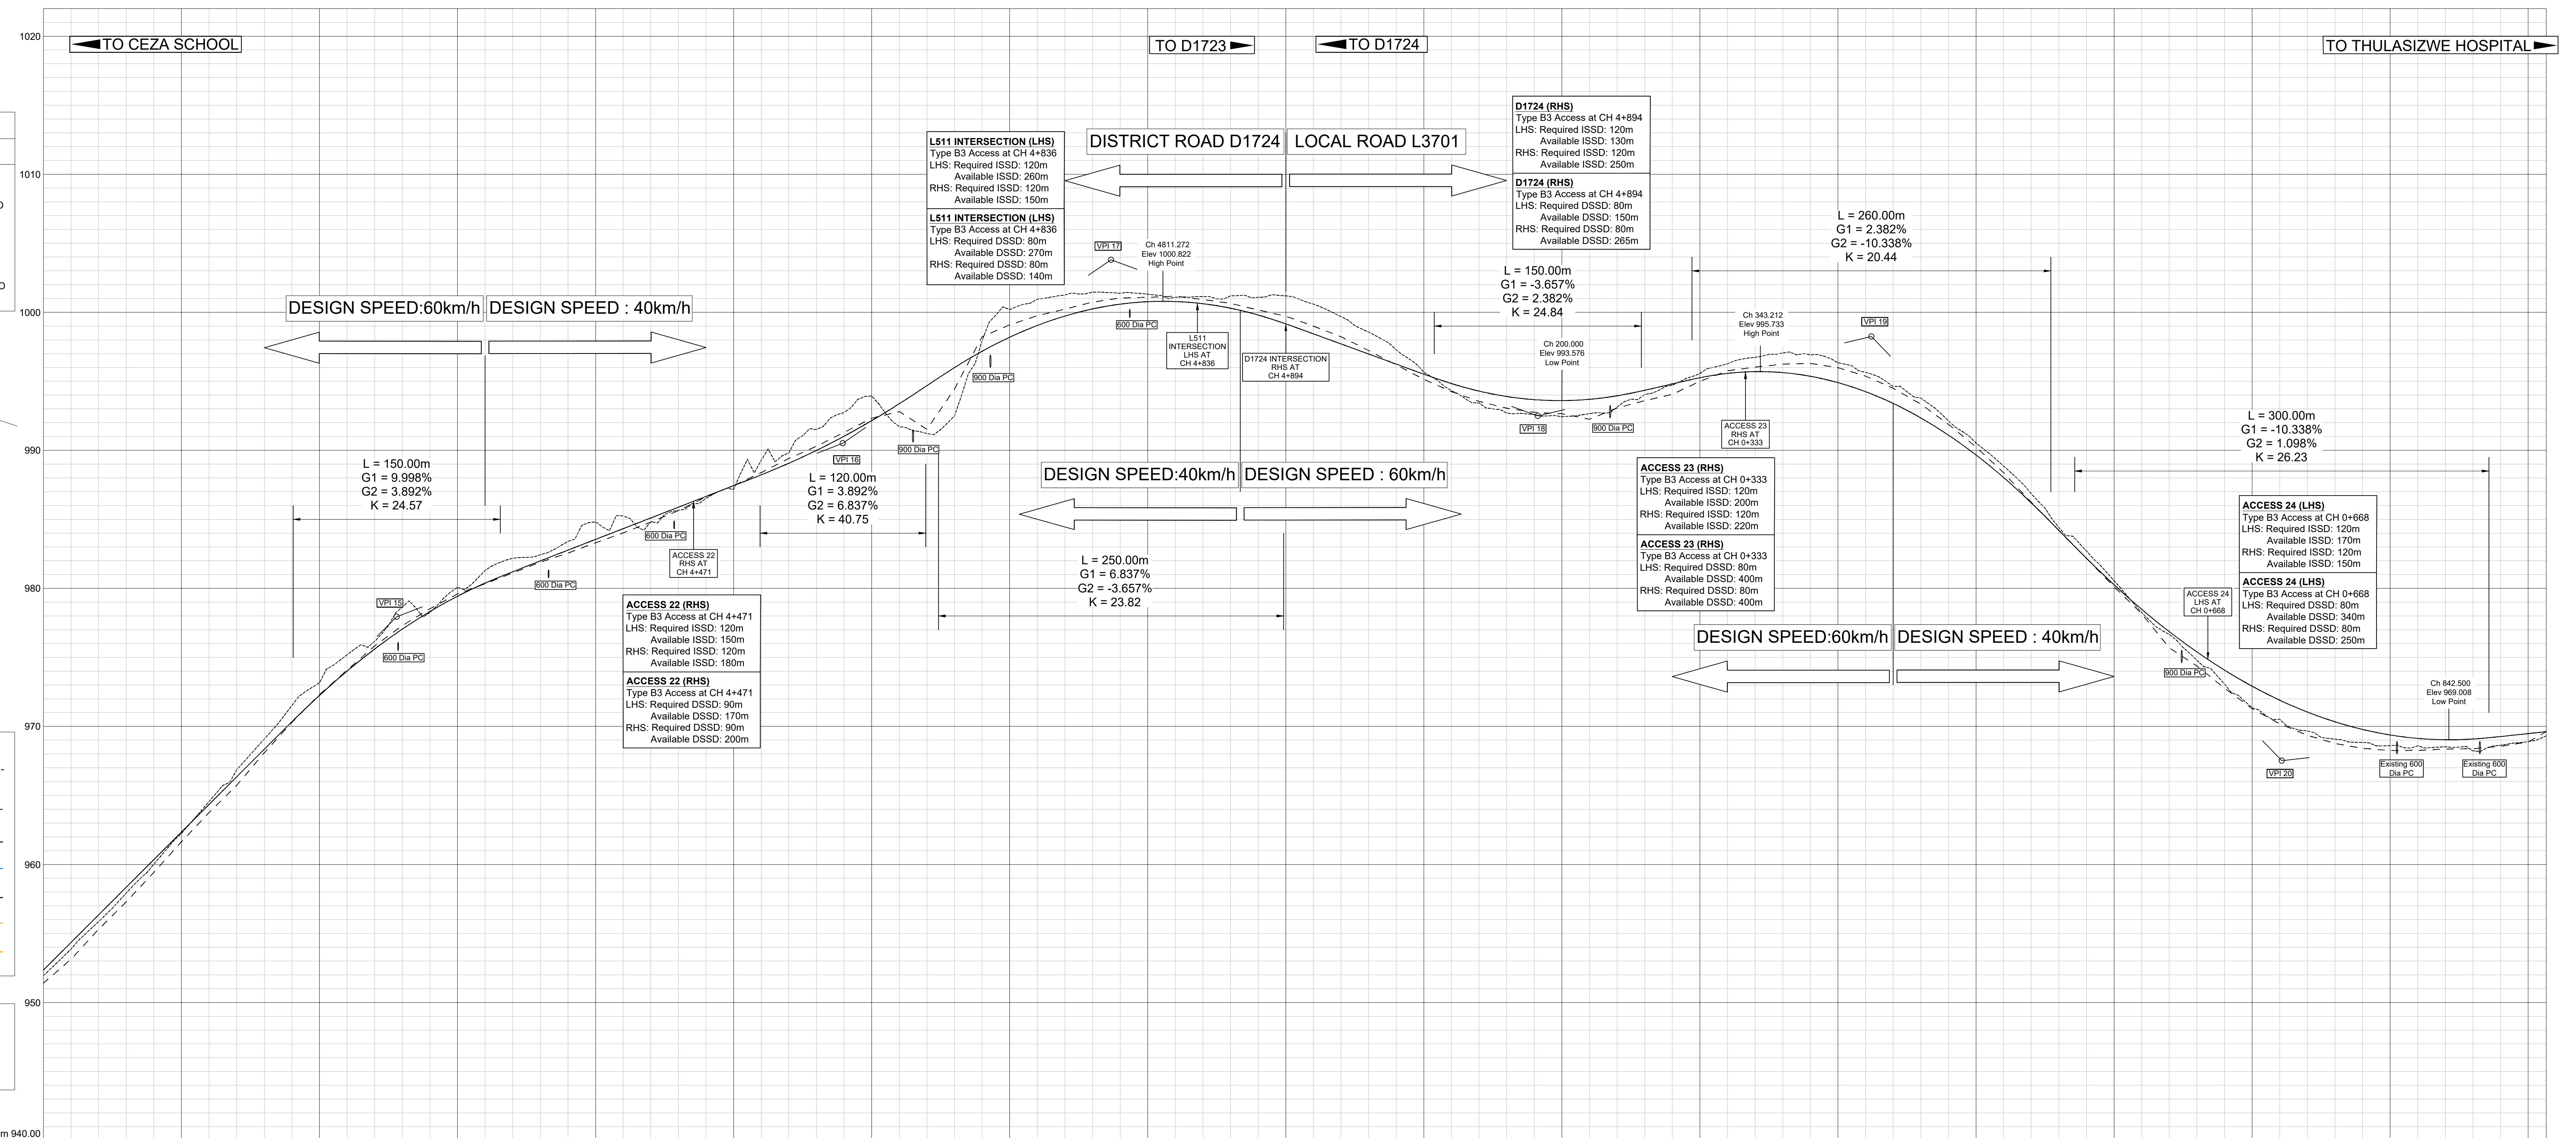 1020
1010
1000
990
980
970
960
950
m 940.00
TO CEZA SCHOOL
TO D1723
TO D1724
TO THULASIZWE HOSPITAL
DESIGN SPEED:60km/h
DESIGN SPEED : 40km/h
L = 150.00m
G1 = 9.998%
G2 = 3.892%
K = 24.57
VPI 15
600 Dia PC
600 Dia PC
600 Dia PC
ACCESS 22
RHS AT
CH 4+471
ACCESS 22 (RHS)
Type B3 Access at CH 4+471
LHS: Required ISSD: 120m
Available ISSD: 150m
RHS: Required ISSD: 120m
Available ISSD: 180m
ACCESS 22 (RHS)
Type B3 Access at CH 4+471
LHS: Required DSSD: 90m
Available DSSD: 170m
RHS: Required DSSD: 90m
Available DSSD: 200m
L = 120.00m
G1 = 3.892%
G2 = 6.837%
K = 40.75
VPI 16
900 Dia PC
900 Dia PC
L511 INTERSECTION (LHS)
Type B3 Access at CH 4+836
LHS: Required ISSD: 120m
Available ISSD: 260m
RHS: Required ISSD: 120m
Available ISSD: 150m
L511 INTERSECTION (LHS)
Type B3 Access at CH 4+836
LHS: Required DSSD: 80m
Available DSSD: 270m
RHS: Required DSSD: 80m
Available DSSD: 140m
DISTRICT ROAD D1724
LOCAL ROAD L3701
VPI 17
Ch 4811.272
Elev 1000.822
High Point
600 Dia PC
L511
INTERSECTION
LHS AT
CH 4+836
D1724 INTERSECTION
RHS AT
CH 4+894
DESIGN SPEED:40km/h
DESIGN SPEED : 60km/h
L = 250.00m
G1 = 6.837%
G2 = -3.657%
K = 23.82
D1724 (RHS)
Type B3 Access at CH 4+894
LHS: Required ISSD: 120m
Available ISSD: 130m
RHS: Required ISSD: 120m
Available ISSD: 250m
D1724 (RHS)
Type B3 Access at CH 4+894
LHS: Required DSSD: 80m
Available DSSD: 150m
RHS: Required DSSD: 80m
Available DSSD: 265m
L = 150.00m
G1 = -3.657%
G2 = 2.382%
K = 24.84
Ch 200.000
Elev 993.576
Low Point
VPI 18
900 Dia PC
L = 260.00m
G1 = 2.382%
G2 = -10.338%
K = 20.44
Ch 343.212
Elev 995.733
High Point
VPI 19
ACCESS 23
RHS AT
CH 0+333
ACCESS 23 (RHS)
Type B3 Access at CH 0+333
LHS: Required ISSD: 120m
Available ISSD: 200m
RHS: Required ISSD: 120m
Available ISSD: 220m
ACCESS 23 (RHS)
Type B3 Access at CH 0+333
LHS: Required DSSD: 80m
Available DSSD: 400m
RHS: Required DSSD: 80m
Available DSSD: 400m
DESIGN SPEED:60km/h
DESIGN SPEED : 40km/h
L = 300.00m
G1 = -10.338%
G2 = 1.098%
K = 26.23
ACCESS 24 (LHS)
Type B3 Access at CH 0+668
LHS: Required ISSD: 120m
Available ISSD: 170m
RHS: Required ISSD: 120m
Available ISSD: 150m
ACCESS 24 (LHS)
Type B3 Access at CH 0+668
LHS: Required DSSD: 80m
Available DSSD: 340m
RHS: Required DSSD: 80m
Available DSSD: 250m
ACCESS 24
LHS AT
CH 0+668
900 Dia PC
Ch 842.500
Elev 969.008
Low Point
VPI 20
Existing 600
Dia PC
Existing 600
Dia PC